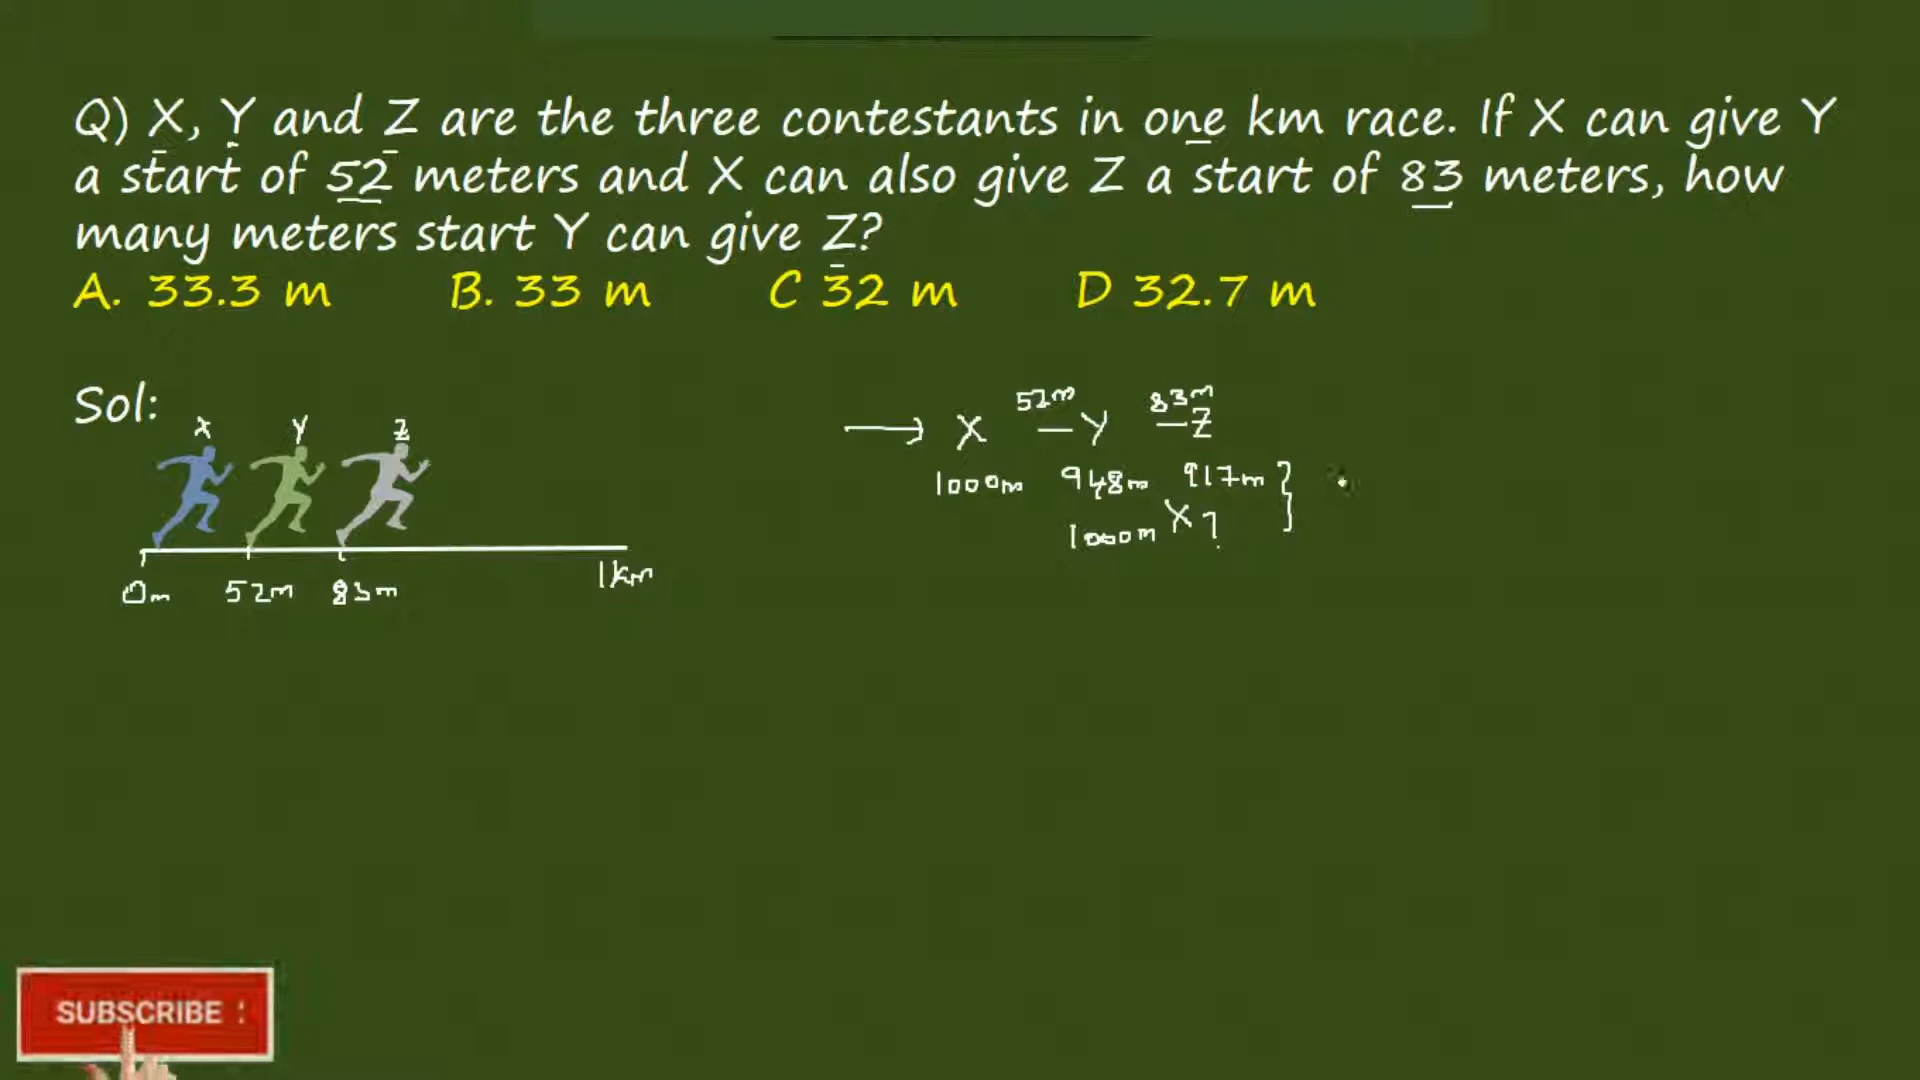 Q) X, Y and Z are the three contestants in one km race. If X can give Y
a start of 52 meters and X can also give Z a start of 83 meters, how
many meters start Y can give Z?
A. 33.3 m B. 33 m C 32 m D 32.7 m
Sol:
X Y Z
0m 52m 83m 1km
52m 83m
→ X — Y — Z
1000m 948m 917m }
1000m X ?
SUBSCRIBE